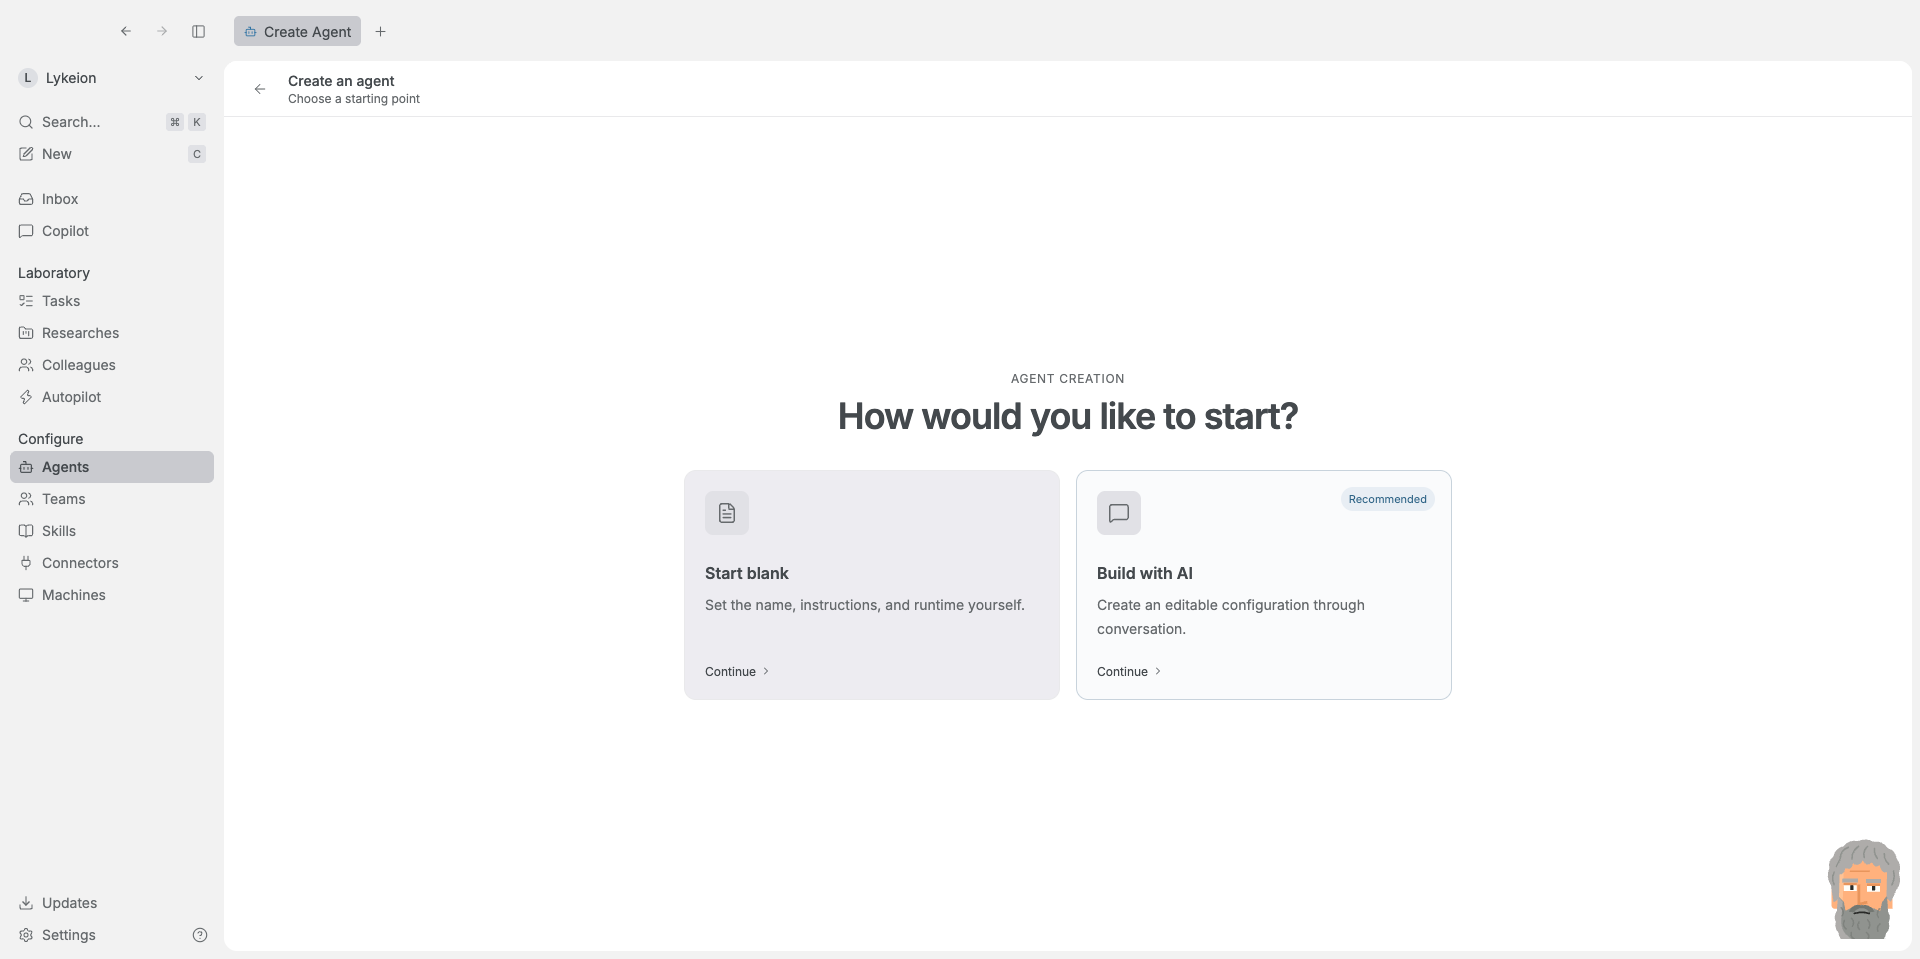 Create Agent
L Lykeion
Search... ⌘ K
New C
Inbox
Copilot
Laboratory
Tasks
Researches
Colleagues
Autopilot
Configure
Agents
Teams
Skills
Connectors
Machines
Updates
Settings
Create an agent
Choose a starting point
AGENT CREATION
How would you like to start?
Start blank
Set the name, instructions, and runtime yourself.
Continue
Recommended
Build with AI
Create an editable configuration through
conversation.
Continue